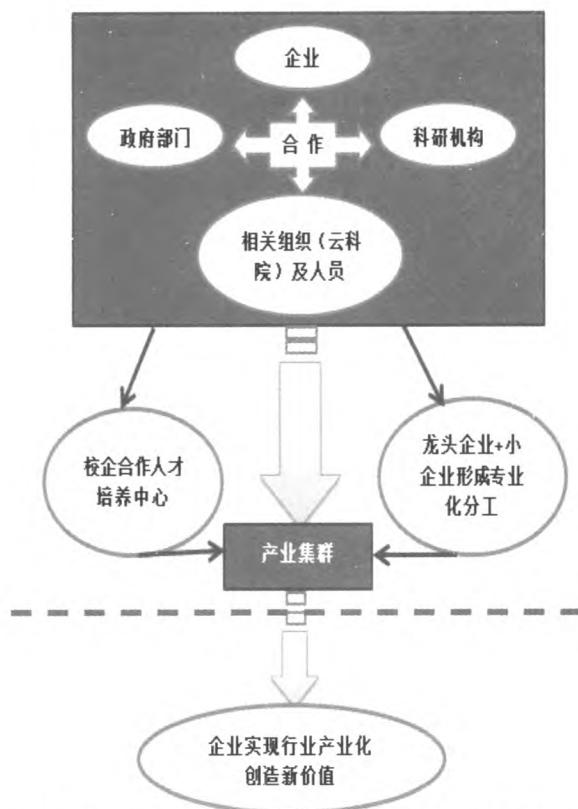 企业
政府部门
合作
科研机构
相关组织（云科
院）及人员
校企合作人才
培养中心
龙头企业+小
企业形成专业
化分工
产业集群
企业实现行业产业化
创造新价值